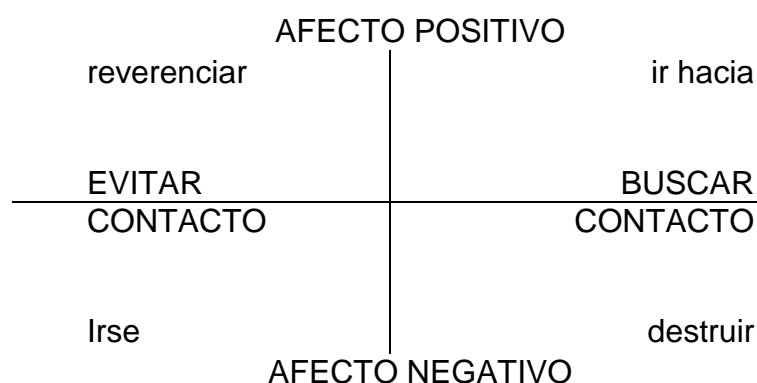 AFECTO POSITIVO
reverenciar ir hacia
EVITAR BUSCAR
CONTACTO CONTACTO
Irse destruir
AFECTO NEGATIVO